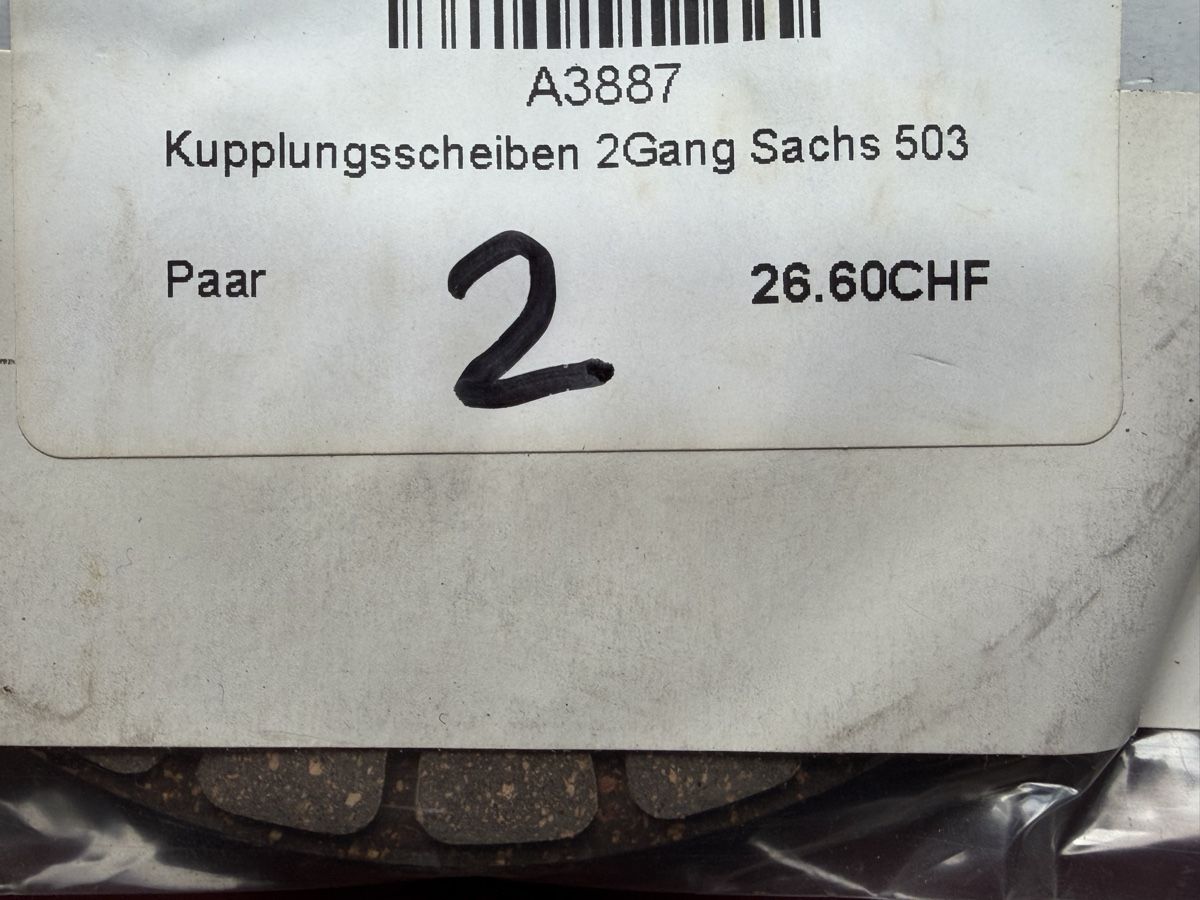 A3887
Kupplungsscheiben 2Gang Sachs 503
Paar 2 26.60CHF